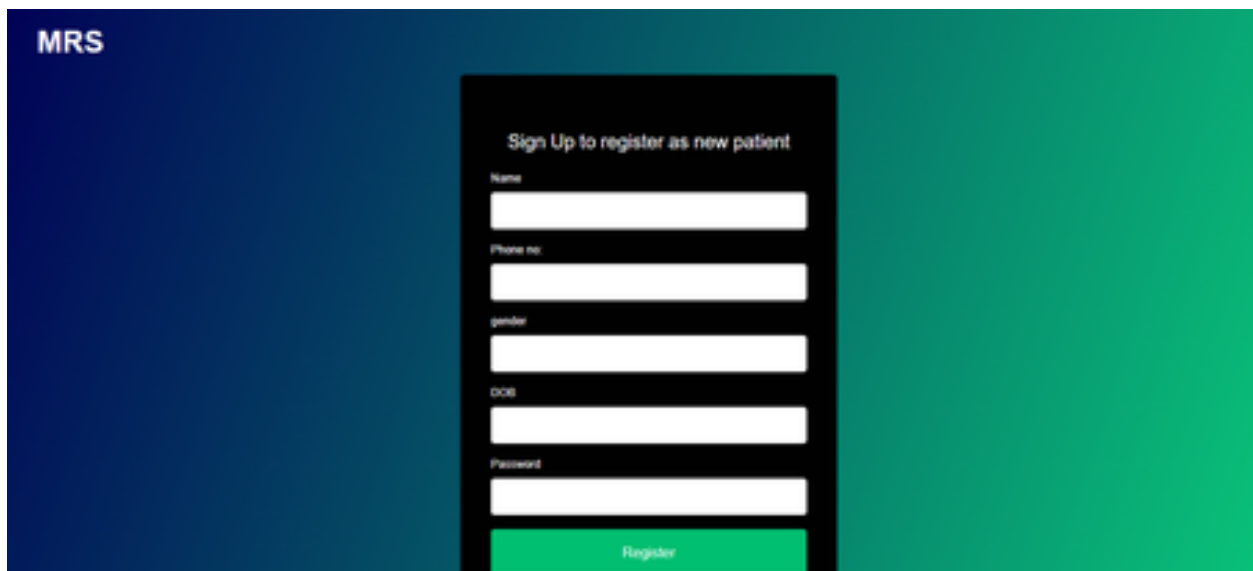 MRS
Sign Up to register as new patient
Name
Phone no:
gender
DOB
Password
Register